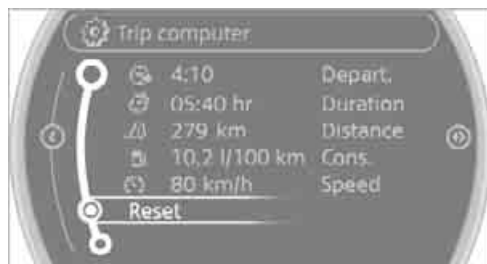 Trip computer
4:10 Depart.
05:40 hr Duration
279 km Distance
10,2 l/100 km Cons.
80 km/h Speed
Reset